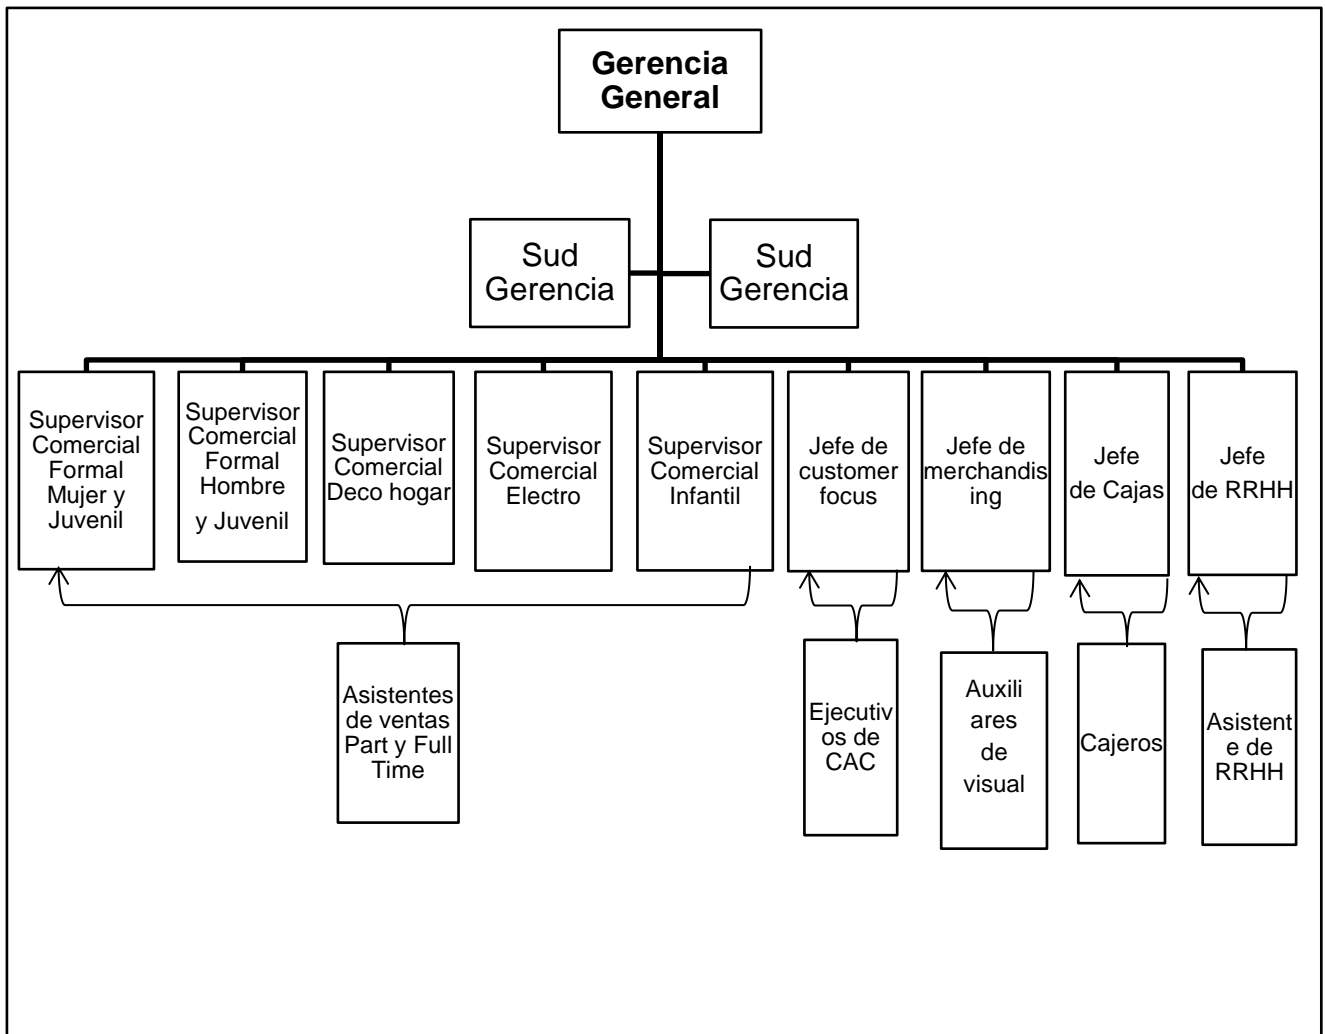 Gerencia
General
Sud
Gerencia
Sud
Gerencia
Supervisor
Comercial
Formal
Mujer y
Juvenil
Supervisor
Comercial
Formal
Hombre
y Juvenil
Supervisor
Comercial
Deco hogar
Supervisor
Comercial
Electro
Supervisor
Comercial
Infantil
Jefe de
customer
focus
Jefe de
merchandis
ing
Jefe
de Cajas
Jefe
de RRHH
Asistentes
de ventas
Part y Full
Time
Ejecutiv
os de
CAC
Auxili
ares
de
visual
Cajeros
Asistent
e de
RRHH